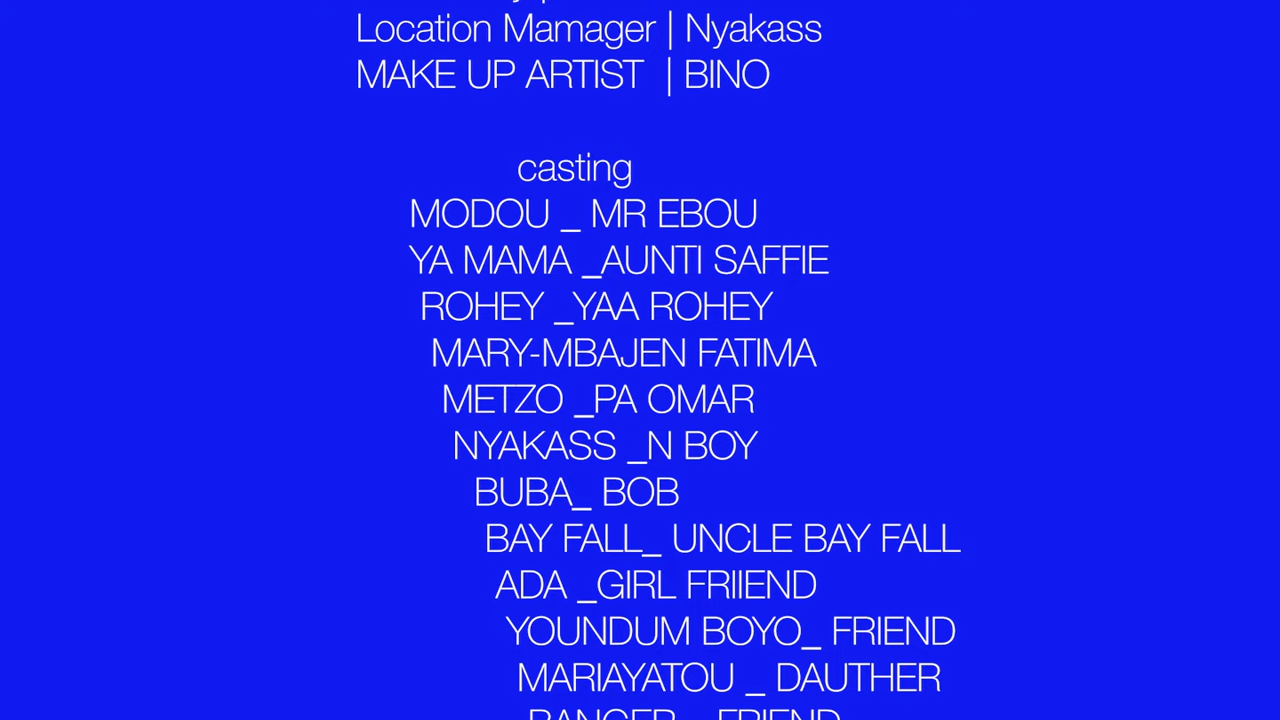 Location Mamager | Nyakass
MAKE UP ARTIST | BINO
casting
MODOU _ MR EBOU
YA MAMA _AUNTI SAFFIE
ROHEY _YAA ROHEY
MARY-MBAJEN FATIMA
METZO _PA OMAR
NYAKASS _N BOY
BUBA_ BOB
BAY FALL_ UNCLE BAY FALL
ADA _GIRL FRIIEND
YOUNDUM BOYO_ FRIEND
MARIAYATOU _ DAUTHER